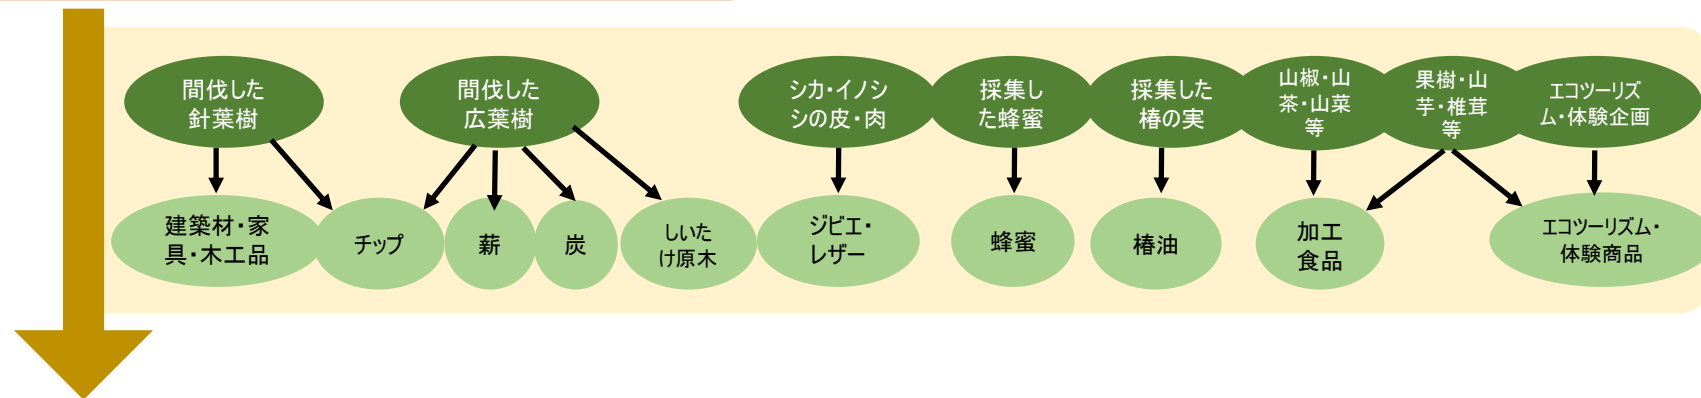 間伐した
針葉樹
間伐した
広葉樹
シカ・イノシ
シの皮・肉
採集し
た蜂蜜
採集した
椿の実
山椒・山
茶・山菜
等
果樹・山
芋・椎茸
等
エコツーリズ
ム・体験企画
建築材・家
具・木工品
チップ
薪
炭
しいた
け原木
ジビエ・
レザー
蜂蜜
椿油
加工
食品
エコツーリズム・
体験商品